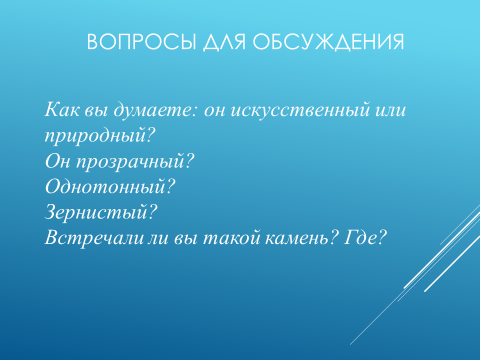 ВОПРОСЫ ДЛЯ ОБСУЖДЕНИЯ
Как вы думаете: он искусственный или
природный?
Он прозрачный?
Однотонный?
Зернистый?
Встречали ли вы такой камень? Где?